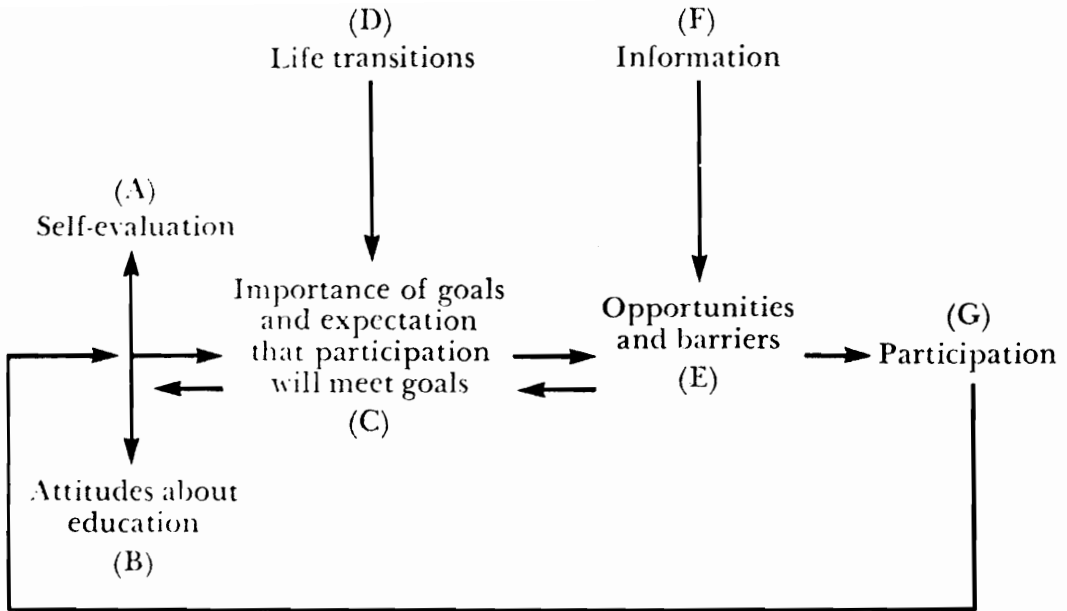 (D)
Life transitions
(F)
Information
(A)
Self-evaluation
Importance of goals
and expectation
that participation
will meet goals
(C)
Opportunities
and barriers
(E)
(G)
Participation
Attitudes about
education
(B)